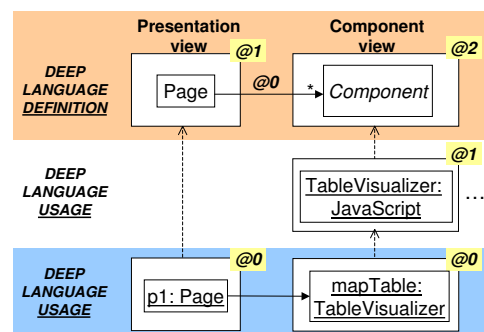 Presentation
view
Component
view
@1
@2
DEEP
LANGUAGE
DEFINITION
Page
@0
*
Component
@1
DEEP
LANGUAGE
USAGE
TableVisualizer:
JavaScript
...
@0
@0
DEEP
LANGUAGE
USAGE
p1: Page
mapTable:
TableVisualizer